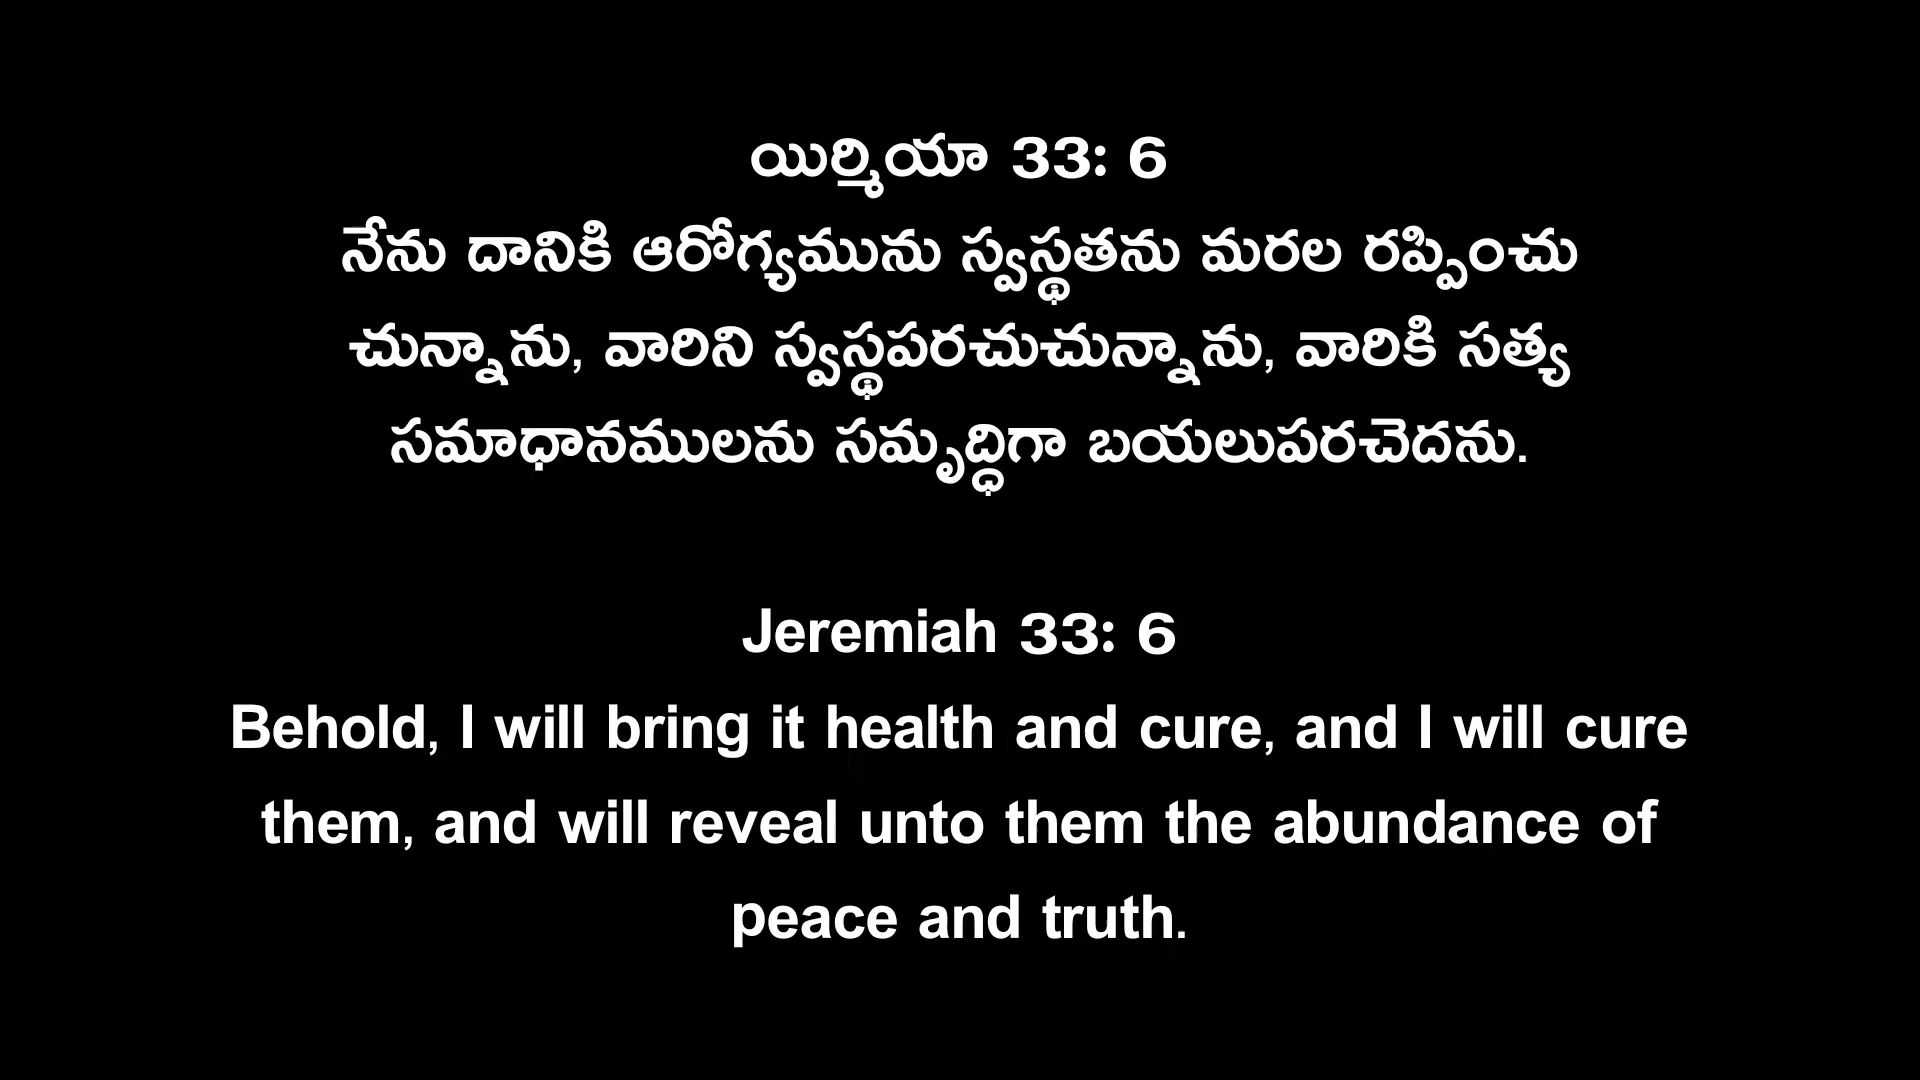 యిర్మియా 33: 6
నేను దానికి ఆరోగ్యమును స్వస్థతను మరల రప్పించు
చున్నాను, వారిని స్వస్థపరచుచున్నాను, వారికి సత్య
సమాధానములను సమృద్ధిగా బయలుపరచెదను.
Jeremiah 33: 6
Behold, I will bring it health and cure, and I will cure
them, and will reveal unto them the abundance of
peace and truth.